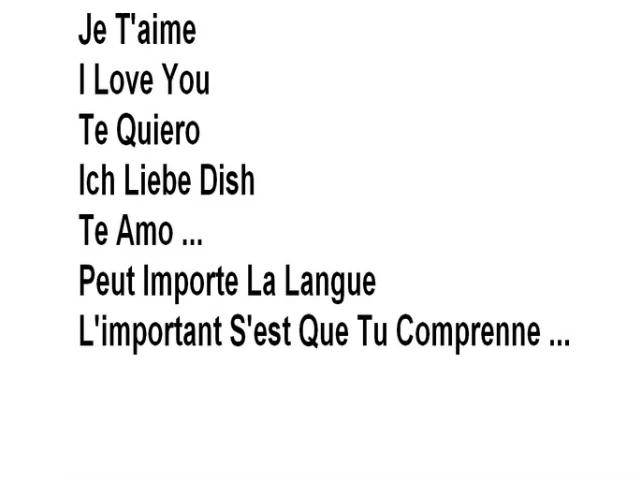 Je T'aime
I Love You
Te Quiero
Ich Liebe Dish
Te Amo ...
Peut Importe La Langue
L'important S'est Que Tu Comprenne ...